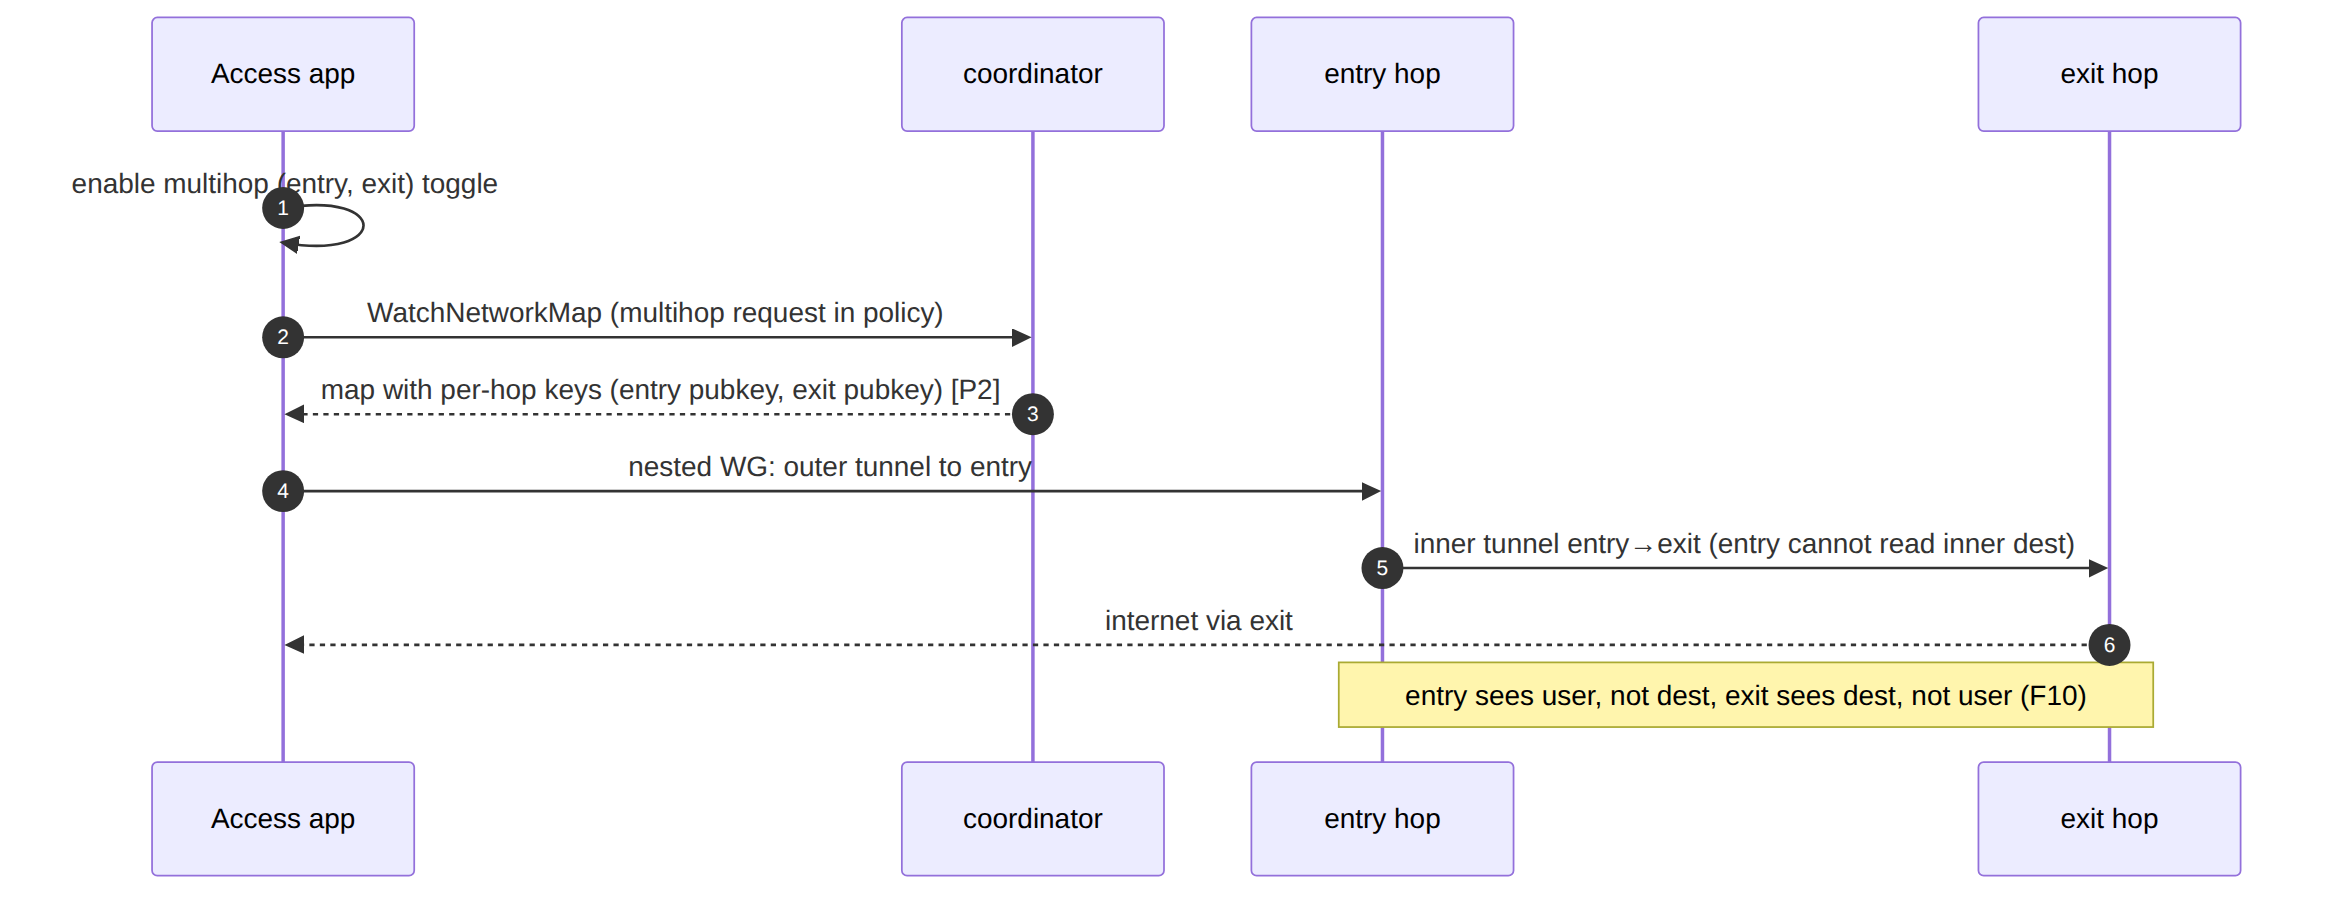 Access app
coordinator
entry hop
exit hop
enable multihop (entry, exit) toggle
1
WatchNetworkMap (multihop request in policy)
2
map with per-hop keys (entry pubkey, exit pubkey) [P2]
3
nested WG: outer tunnel to entry
4
inner tunnel entry→exit (entry cannot read inner dest)
5
internet via exit
6
entry sees user, not dest, exit sees dest, not user (F10)
Access app
coordinator
entry hop
exit hop